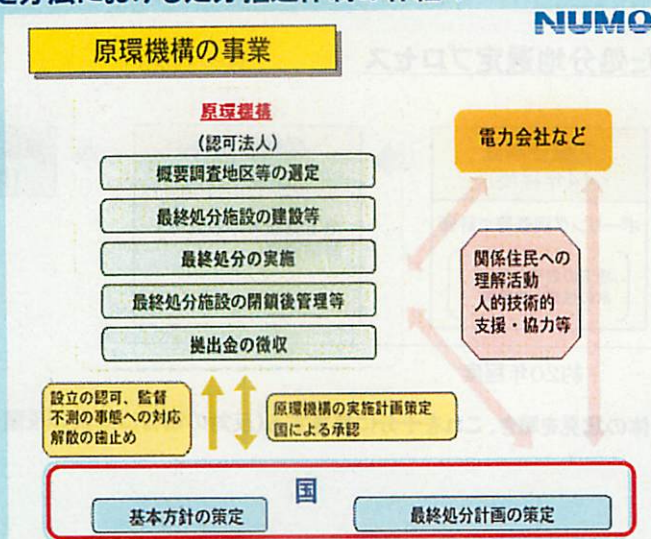 NUMO
原環機構の事業
原環機構
(認可法人)
概要調査地区等の選定
最終処分施設の建設等
最終処分の実施
最終処分施設の閉鎖後管理等
拠出金の徴収
電力会社など
関係住民への
理解活動
人的技術的
支援・協力等
設立の認可、監督
不測の事態への対応
解散の歯止め
原環機構の実施計画策定
国による承認
国
基本方針の策定
最終処分計画の策定